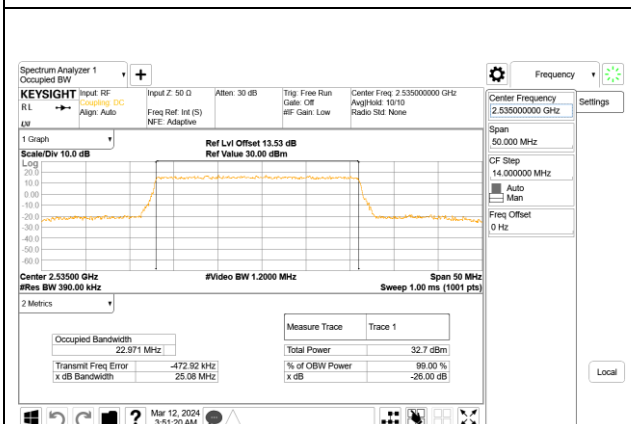 Spectrum Analyzer 1
Occupied BW
Frequency
KEYSIGHT
RL
Input: RF
Coupling: DC
Align: Auto
Input Z: 50 Ω
Freq Ref: Int (S)
NFE: Adaptive
Atten: 30 dB
Trig: Free Run
Gate: Off
#IF Gain: Low
Center Freq: 2.535000000 GHz
Avg|Hold: 10/10
Radio Std: None
Center Frequency
2.535000000 GHz
Settings
Span
50.000 MHz
CF Step
14.000000 MHz
Auto
Man
Freq Offset
0 Hz
1 Graph
Scale/Div 10.0 dB
Ref Lvl Offset 13.53 dB
Ref Value 30.00 dBm
Log
20.0
10.0
0.00
-10.0
-20.0
-30.0
-40.0
-50.0
-60.0
Center 2.53500 GHz
#Video BW 1.2000 MHz
Span 50 MHz
#Res BW 390.00 kHz
Sweep 1.00 ms (1001 pts)
2 Metrics
Measure Trace Trace 1
Occupied Bandwidth
22.971 MHz
Total Power 32.7 dBm
Transmit Freq Error -472.92 kHz
% of OBW Power 99.00 %
x dB Bandwidth 25.08 MHz
x dB -26.00 dB
Local
Mar 12, 2024
3:51:20 AM